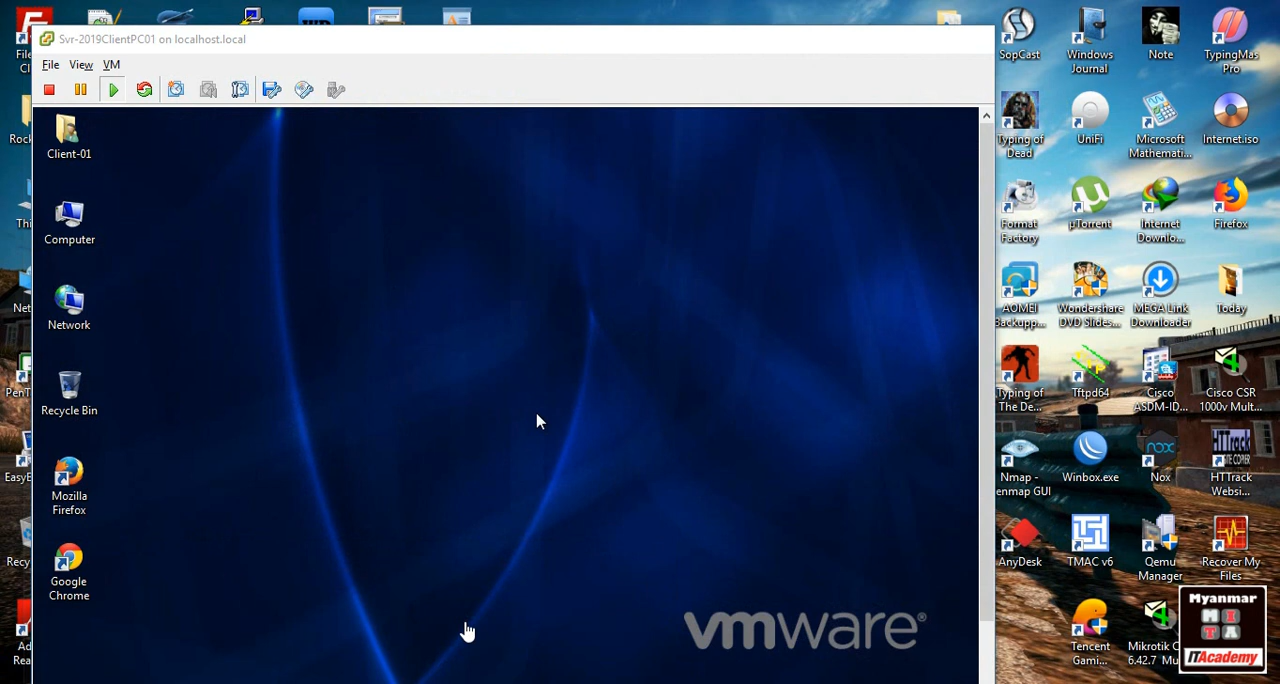 Svr-2019ClientPC01 on localhost.local
File View VM
Client-01
Computer
Network
Recycle Bin
Mozilla
Firefox
Google
Chrome
vmware
SopCast
Windows
Journal
Note
TypingMas
Pro
Typing of
Dead
UniFi
Microsoft
Mathemati...
Internet.iso
Format
Factory
µTorrent
Internet
Downlo...
Firefox
AOMEI
Backupp...
Wondershare
DVD Slides...
MEGA Link
Downloader
Today
Typing of
The De...
Tftpd64
Cisco
ASDM-ID...
Cisco CSR
1000v Mult...
Nmap -
enmap GUI
Winbox.exe
Nox
HTTrack
Websi...
AnyDesk
TMAC v6
Qemu
Manager
Recover My
Files
Tencent
Gami...
Mikrotik C
6.42.7 Mu
Myanmar
M I
T A
ITAcademy